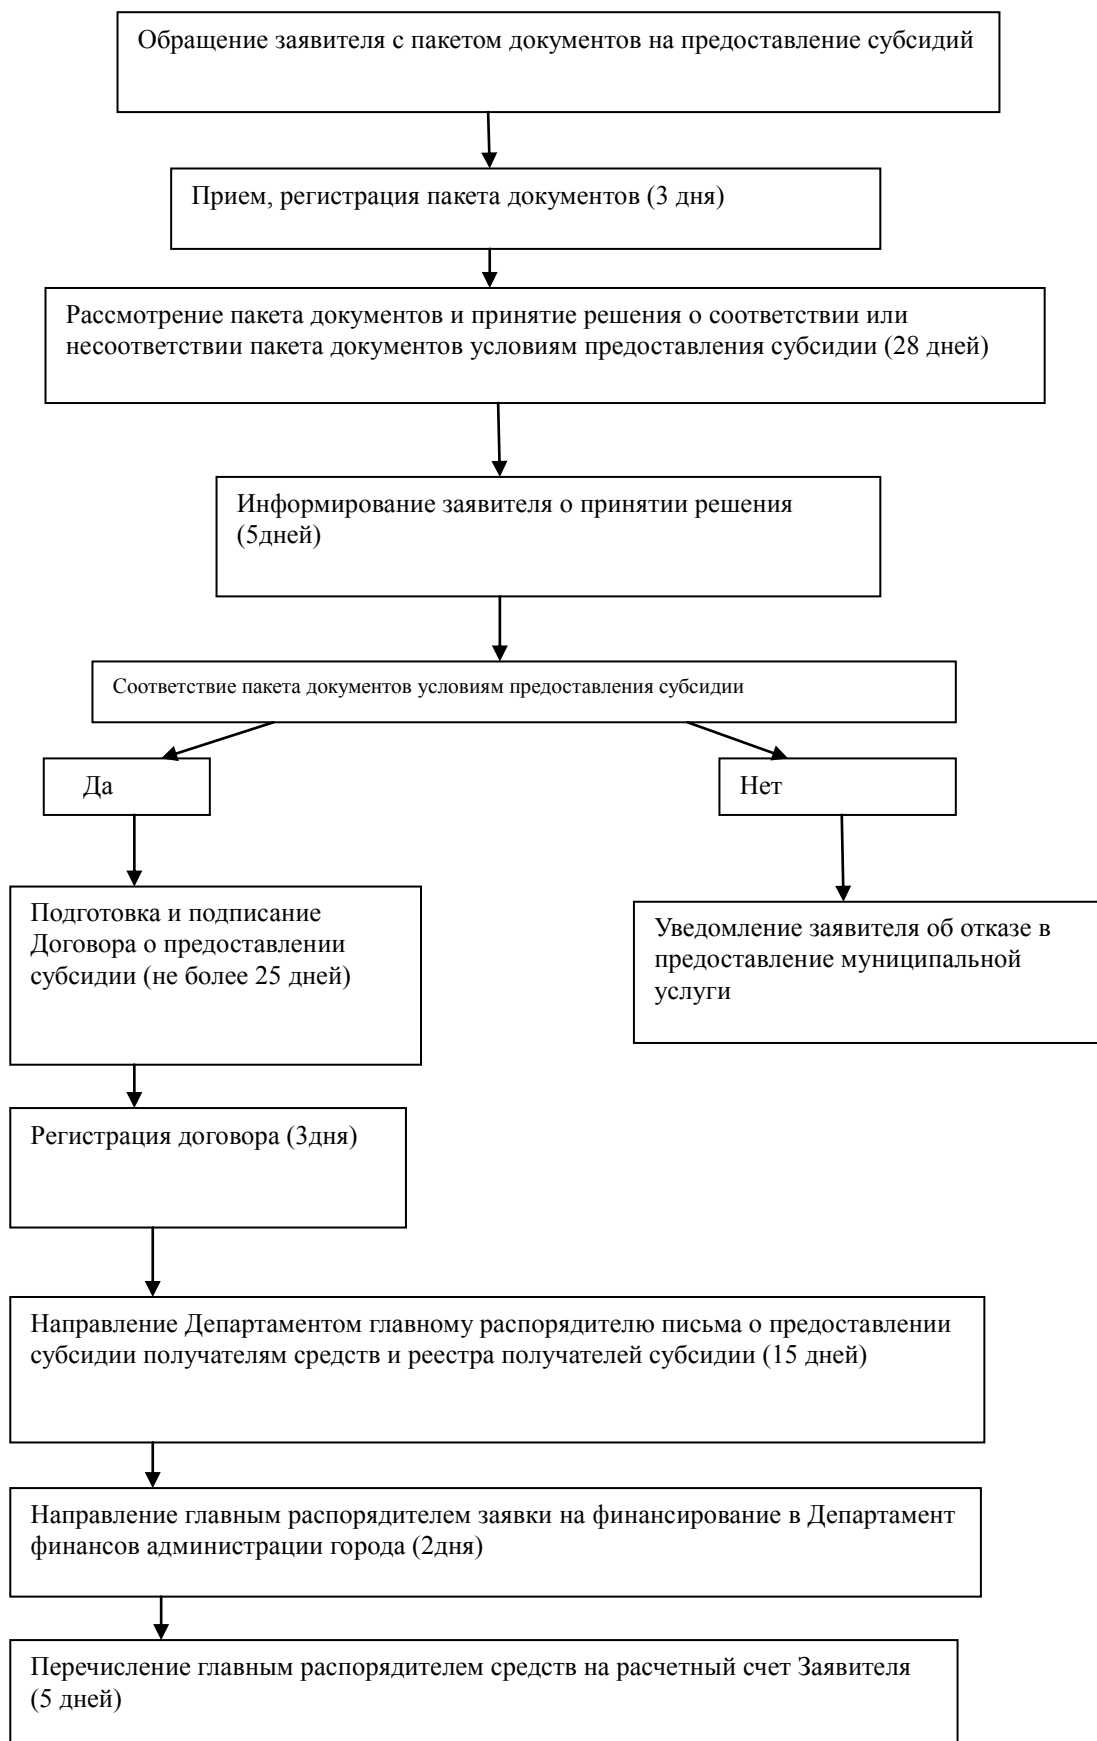 Обращение заявителя с пакетом документов на предоставление субсидий
Прием, регистрация пакета документов (3 дня)
Рассмотрение пакета документов и принятие решения о соответствии или
несоответствии пакета документов условиям предоставления субсидии (28 дней)
Информирование заявителя о принятии решения
(5дней)
Соответствие пакета документов условиям предоставления субсидии
Да
Нет
Подготовка и подписание
Договора о предоставлении
субсидии (не более 25 дней)
Уведомление заявителя об отказе в
предоставление муниципальной
услуги
Регистрация договора (3дня)
Направление Департаментом главному распорядителю письма о предоставлении
субсидии получателям средств и реестра получателей субсидии (15 дней)
Направление главным распорядителем заявки на финансирование в Департамент
финансов администрации города (2дня)
Перечисление главным распорядителем средств на расчетный счет Заявителя
(5 дней)